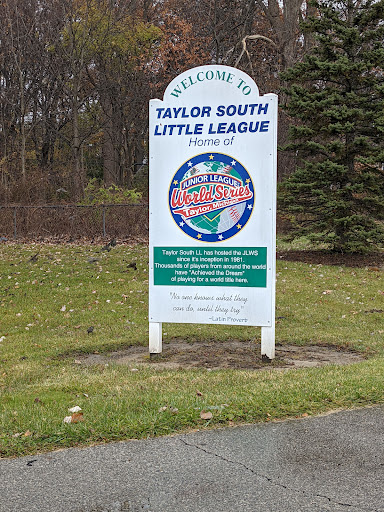 WELCOME TO
TAYLOR SOUTH
LITTLE LEAGUE
Home of
JUNIOR LEAGUE
World Series
Taylor, Michigan
Taylor South LL has hosted the JLWS
since it's inception in 1981.
Thousands of players from around the world
have "Achieved the Dream"
of playing for a world title here.
"No one knows what they
can do, until they try"
~Latin Proverb